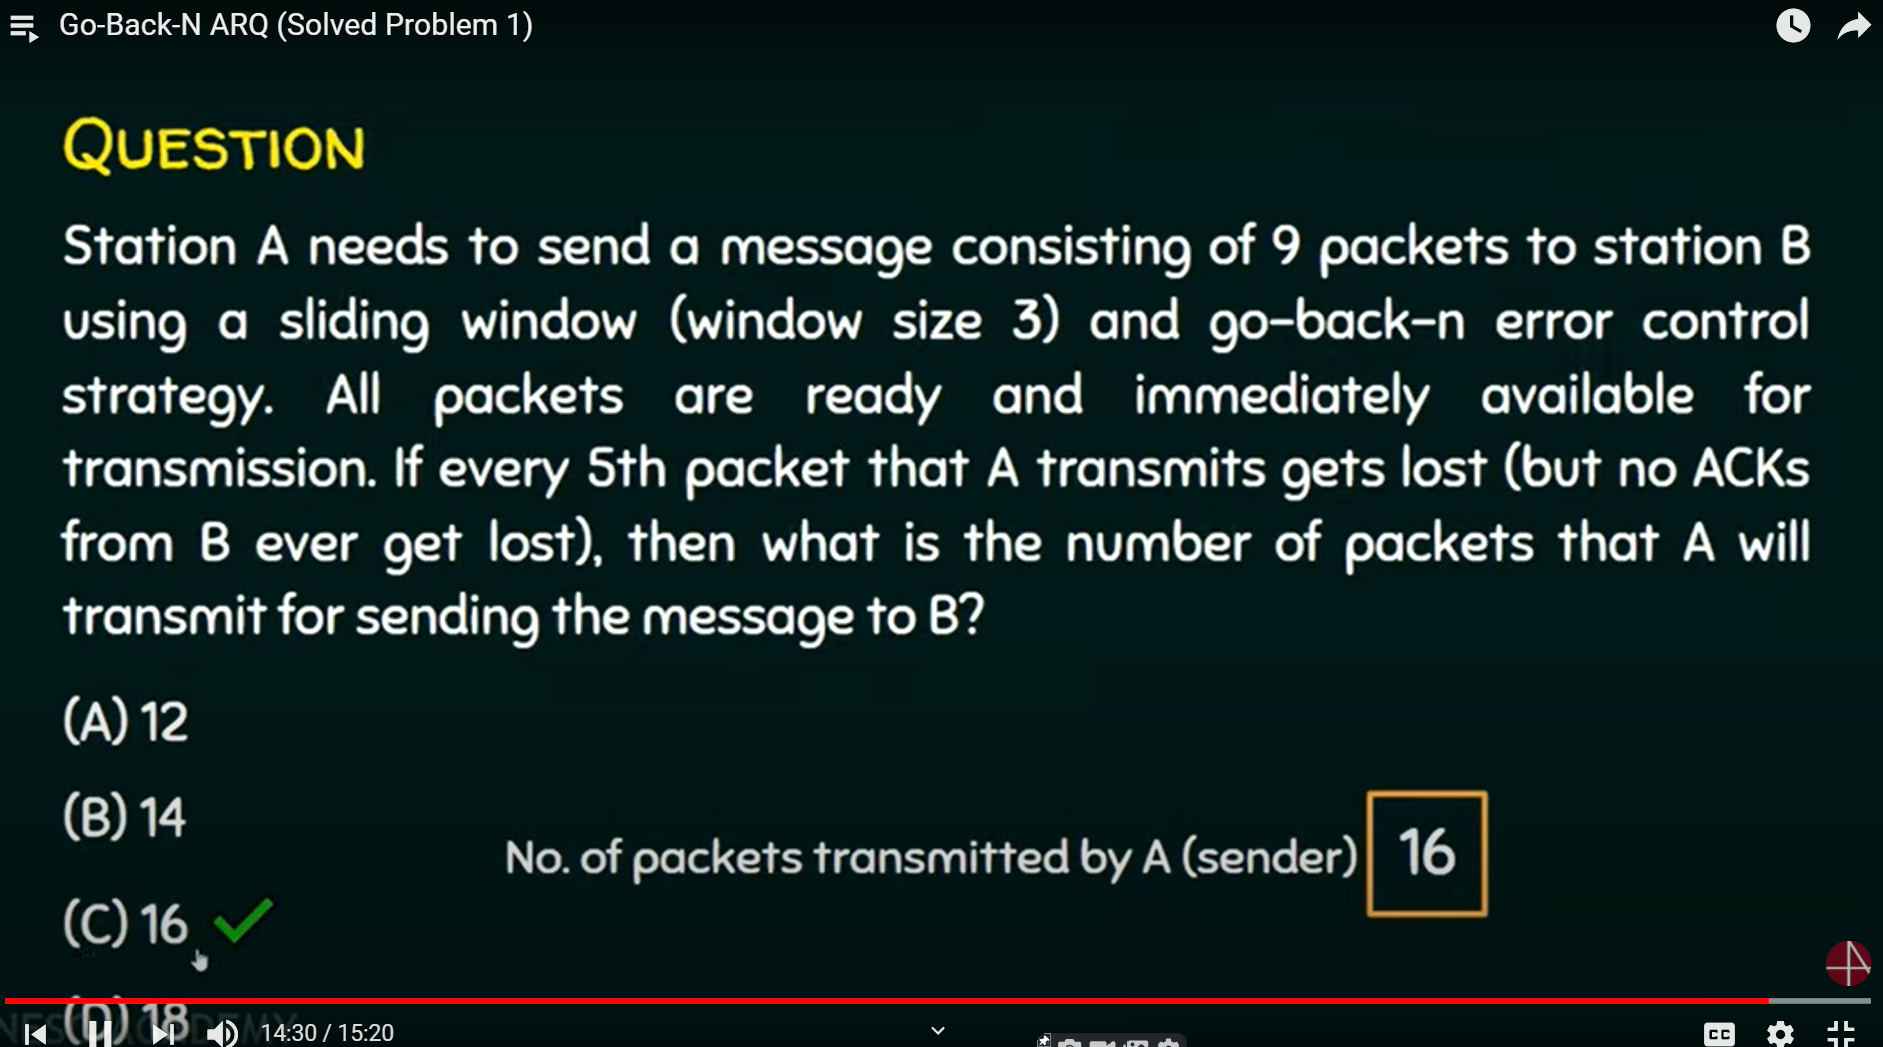 Go-Back-N ARQ (Solved Problem 1)
QUESTION
Station A needs to send a message consisting of 9 packets to station B
using a sliding window (window size 3) and go-back-n error control
strategy. All packets are ready and immediately available for
transmission. If every 5th packet that A transmits gets lost (but no ACKs
from B ever get lost), then what is the number of packets that A will
transmit for sending the message to B?
(A) 12
(B) 14
No. of packets transmitted by A (sender) 16
(C) 16
(D) 18
14:30 / 15:20
CC